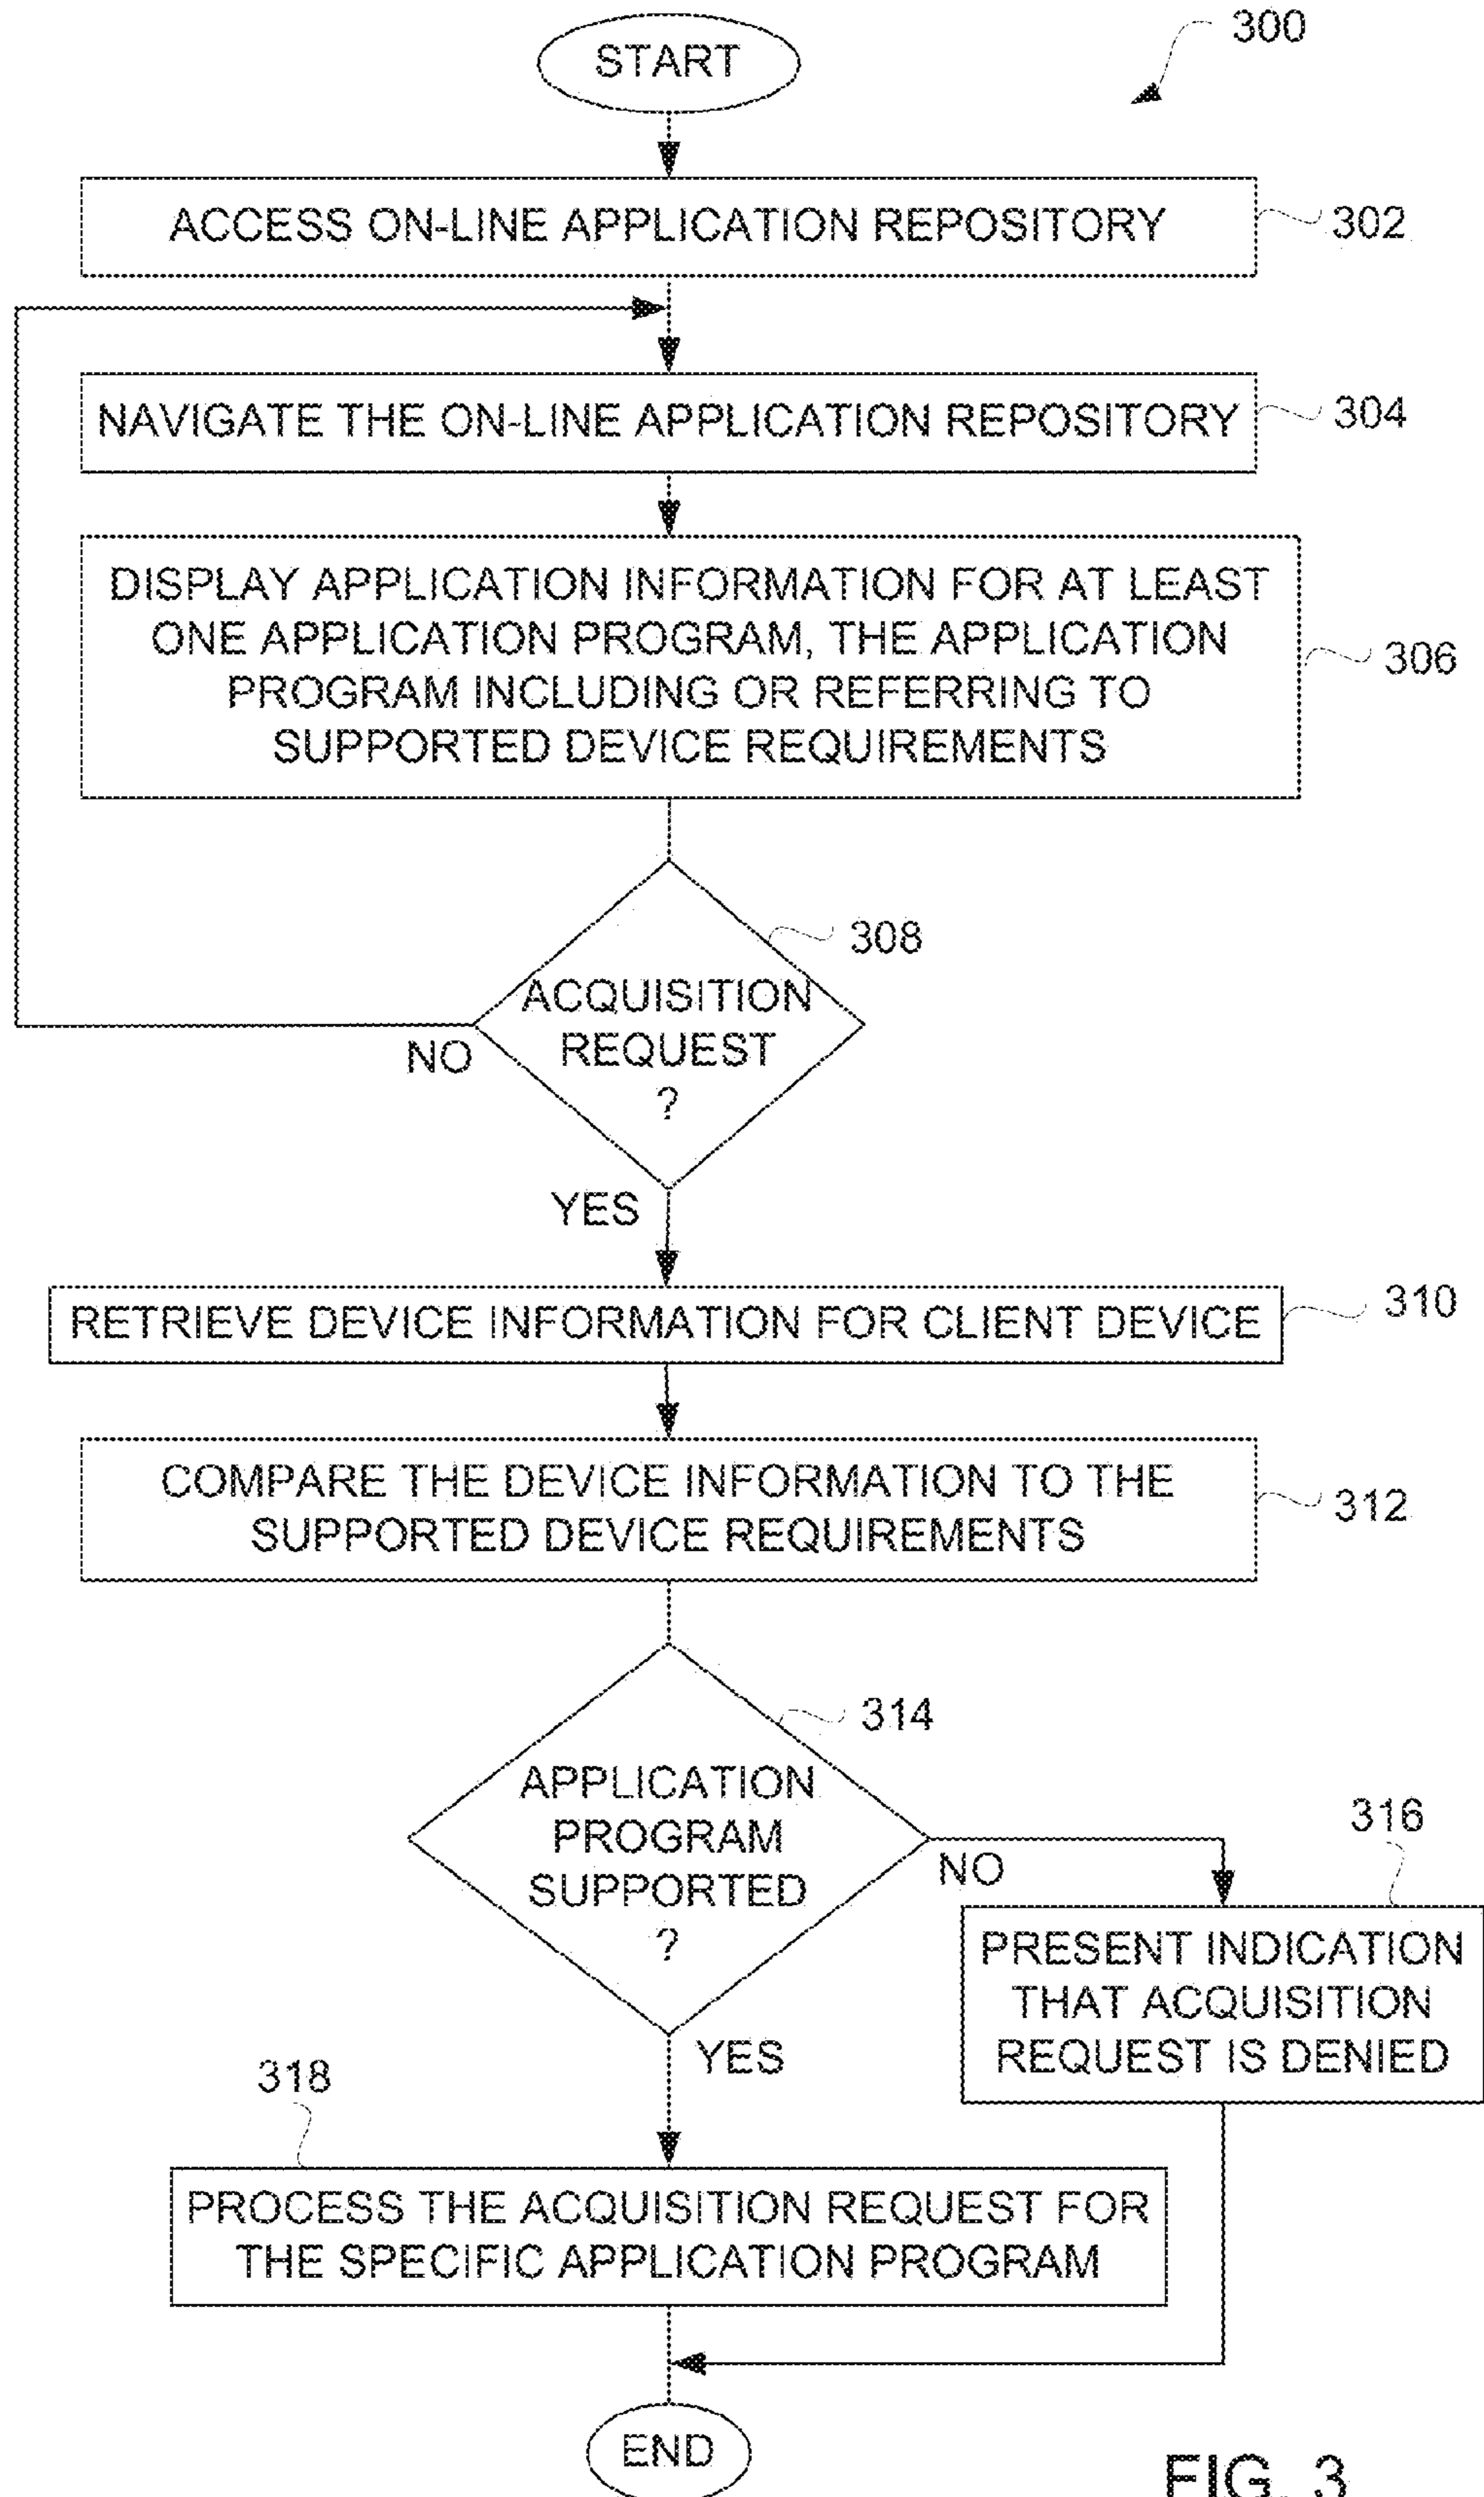 300
START
ACCESS ON-LINE APPLICATION REPOSITORY
302
NAVIGATE THE ON-LINE APPLICATION REPOSITORY
304
DISPLAY APPLICATION INFORMATION FOR AT LEAST
ONE APPLICATION PROGRAM, THE APPLICATION
PROGRAM INCLUDING OR REFERRING TO
SUPPORTED DEVICE REQUIREMENTS
306
308
ACQUISITION
REQUEST
?
NO
YES
RETRIEVE DEVICE INFORMATION FOR CLIENT DEVICE
310
COMPARE THE DEVICE INFORMATION TO THE
SUPPORTED DEVICE REQUIREMENTS
312
314
APPLICATION
PROGRAM
SUPPORTED
?
NO
316
PRESENT INDICATION
THAT ACQUISITION
REQUEST IS DENIED
YES
318
PROCESS THE ACQUISITION REQUEST FOR
THE SPECIFIC APPLICATION PROGRAM
END
FIG. 3